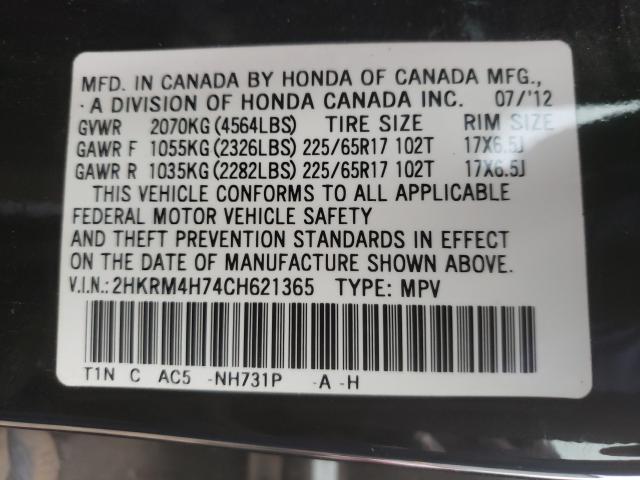 MFD. IN CANADA BY HONDA OF CANADA MFG.,
·A DIVISION OF HONDA CANADA INC. 07/'12
GVWR 2070KG (4564LBS) TIRE SIZE RIM SIZE
GAWR F 1055KG (2326LBS) 225/65R17 102T 17X6.5J
GAWR R 1035KG (2282LBS) 225/65R17 102T 17X6.5J
THIS VEHICLE CONFORMS TO ALL APPLICABLE
FEDERAL MOTOR VEHICLE SAFETY
AND THEFT PREVENTION STANDARDS IN EFFECT
ON THE DATE OF MANUFACTURE SHOWN ABOVE.
V.I.N.: 2HKRM4H74CH621365 TYPE: MPV
T1N C AC5 -NH731P -A -H